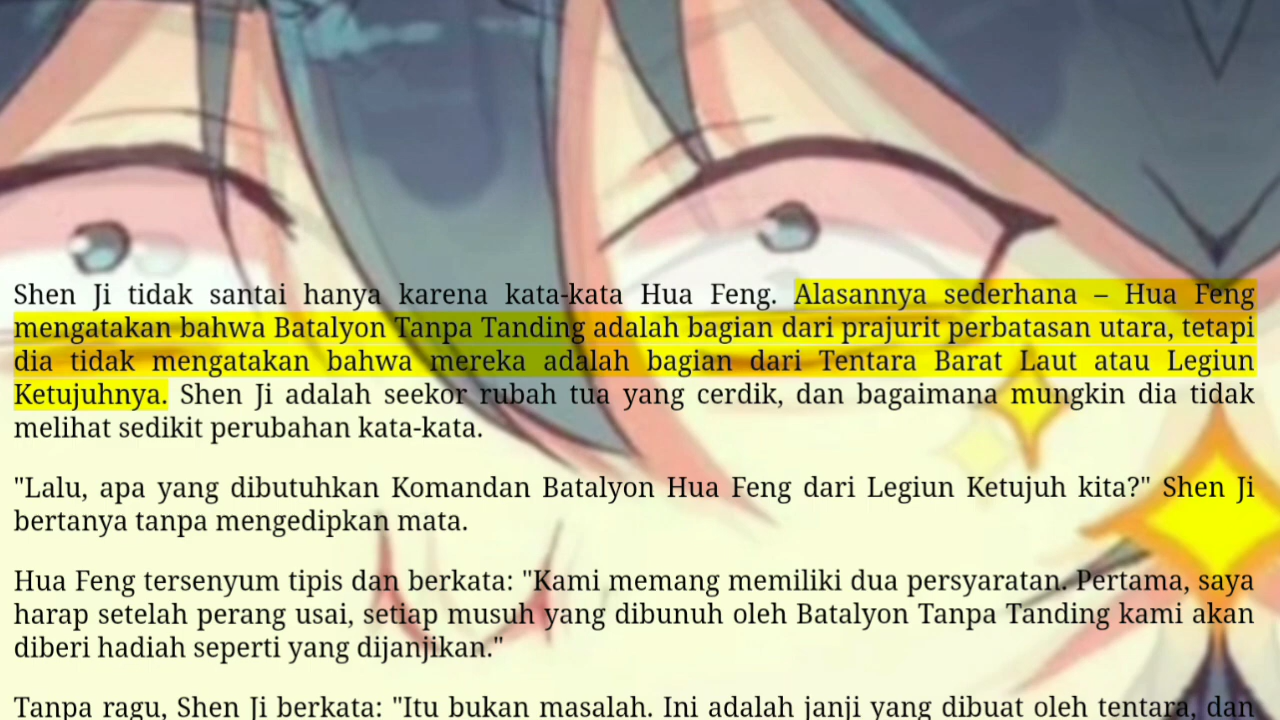 Shen Ji tidak santai hanya karena kata-kata Hua Feng. Alasannya sederhana – Hua Feng
mengatakan bahwa Batalyon Tanpa Tanding adalah bagian dari prajurit perbatasan utara, tetapi
dia tidak mengatakan bahwa mereka adalah bagian dari Tentara Barat Laut atau Legiun
Ketujuhnya. Shen Ji adalah seekor rubah tua yang cerdik, dan bagaimana mungkin dia tidak
melihat sedikit perubahan kata-kata.
"Lalu, apa yang dibutuhkan Komandan Batalyon Hua Feng dari Legiun Ketujuh kita?" Shen Ji
bertanya tanpa mengedipkan mata.
Hua Feng tersenyum tipis dan berkata: "Kami memang memiliki dua persyaratan. Pertama, saya
harap setelah perang usai, setiap musuh yang dibunuh oleh Batalyon Tanpa Tanding kami akan
diberi hadiah seperti yang dijanjikan."
Tanpa ragu, Shen Ji berkata: "Itu bukan masalah. Ini adalah janji yang dibuat oleh tentara, dan